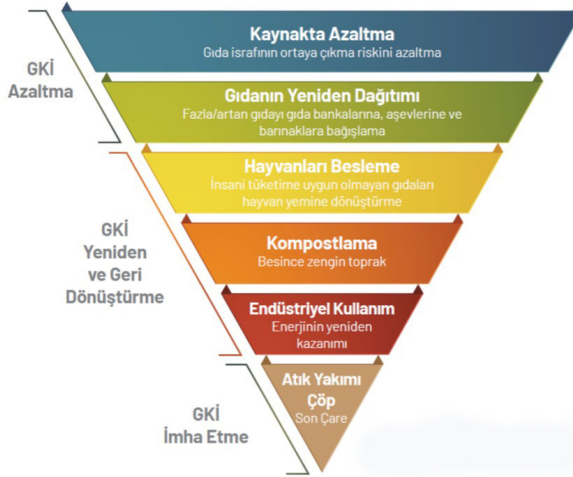 Kaynakta Azaltma
Gıda israfının ortaya çıkma riskini azaltma
GKİ
Azaltma
Gıdanın Yeniden Dağıtımı
Fazla/artan gıdayı gıda bankalarına, aşevlerine ve
barınaklara bağışlama
Hayvanları Besleme
İnsani tüketime uygun olmayan gıdaları
hayvan yemine dönüştürme
GKİ
Yeniden
ve Geri
Dönüştürme
Kompostlama
Besince zengin toprak
Endüstriyel Kullanım
Enerjinin yeniden
kazanımı
Atık Yakımı
Çöp
Son Çare
GKİ
İmha Etme